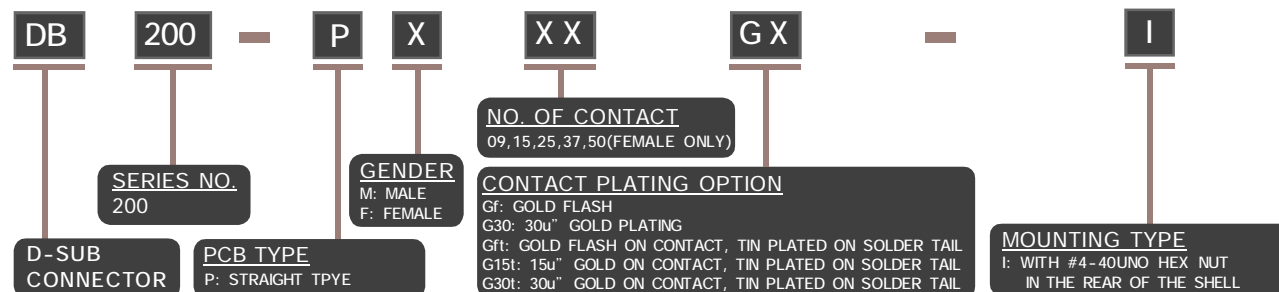 DB 200 - P X XX GX - I
NO. OF CONTACT
09,15,25,37,50(FEMALE ONLY)
GENDER
M: MALE
F: FEMALE
SERIES NO.
200
CONTACT PLATING OPTION
Gf: GOLD FLASH
G30: 30u" GOLD PLATING
Gft: GOLD FLASH ON CONTACT, TIN PLATED ON SOLDER TAIL
G15t: 15u" GOLD ON CONTACT, TIN PLATED ON SOLDER TAIL
G30t: 30u" GOLD ON CONTACT, TIN PLATED ON SOLDER TAIL
D-SUB
CONNECTOR
PCB TYPE
P: STRAIGHT TPYE
MOUNTING TYPE
I: WITH #4-40UNO HEX NUT
IN THE REAR OF THE SHELL